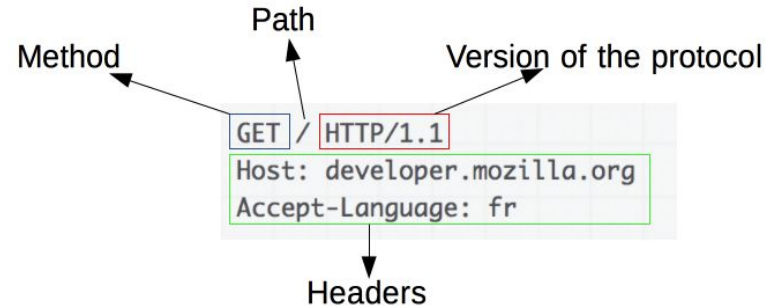 Path
Method
Version of the protocol
GET / HTTP/1.1
Host: developer.mozilla.org
Accept-Language: fr
Headers